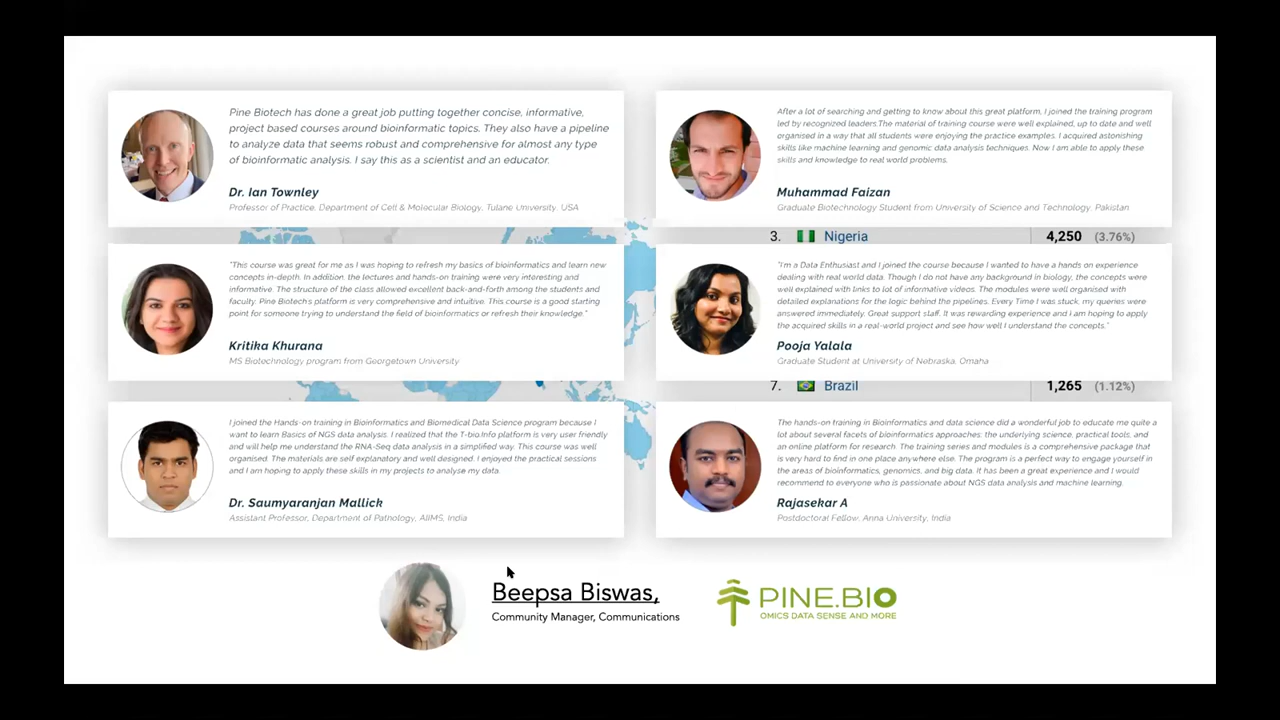 Pine Biotech has done a great job putting together concise, informative,
project based courses around bioinformatic topics. They also have a pipeline
to analyze data that seems robust and comprehensive for almost any type
of bioinformatic analysis. I say this as a scientist and an educator.
Dr. Ian Townley
Professor of Practice, Department of Cell & Molecular Biology, Tulane University, USA
After a lot of searching and getting to know about this great platform, I joined the training program
led by recognized leaders.The material of training course were well explained, up to date and well
organised in a way that all students were enjoying the practice examples. I acquired astonishing
skills like machine learning and genomic data analysis techniques. Now I am able to apply these
skills and knowledge to real world problems.
Muhammad Faizan
Graduate Biotechnology Student from University of Science and Technology, Pakistan
3. Nigeria 4,250 (3.76%)
"This course was great for me as I was hoping to refresh my basics of bioinformatics and learn new
concepts in-depth. In addition, the lectures and hands-on training were very interesting and
informative. The structure of the class allowed excellent back-and-forth among the students and
faculty. Pine Biotech's platform is very comprehensive and intuitive. This course is a good starting
point for someone trying to understand the field of bioinformatics or refresh their knowledge."
Kritika Khurana
MS Biotechnology program from Georgetown University
"I'm a Data Enthusiast and I joined the course because I wanted to have a hands on experience
dealing with real world data. Though I do not have any background in biology, the concepts were
well explained with links to lot of informative videos. The modules were well organised with
detailed explanations for the logic behind the pipelines. Every Time I was stuck, my queries were
answered immediately. Great support staff. It was rewarding experience and I am hoping to apply
the acquired skills in a real-world project and see how well I understand the concepts."
Pooja Yalala
Graduate Student at University of Nebraska, Omaha
7. Brazil 1,265 (1.12%)
I joined the Hands-on training in Bioinformatics and Biomedical Data Science program because I
want to learn Basics of NGS data analysis. I realized that the T-bio.Info platform is very user friendly
and will help me understand the RNA-Seq data analysis in a simplified way. This course was well
organised. The materials are self explanatory and well designed. I enjoyed the practical sessions
and I am hoping to apply these skills in my projects to analyse my data.
Dr. Saumyaranjan Mallick
Assistant Professor, Department of Pathology, AIIMS, India
The hands-on training in Bioinformatics and data science did a wonderful job to educate me quite a
lot about several facets of bioinformatics approaches: the underlying science, practical tools, and
an online platform for research. The training series and modules is a comprehensive package that
is very hard to find in one place anywhere else. The program is a perfect way to engage yourself in
the areas of bioinformatics, genomics, and big data. It has been a great experience and I would
recommend to everyone who is passionate about NGS data analysis and machine learning.
Rajasekar A
Postdoctoral Fellow, Anna University, India
Beepsa Biswas,
Community Manager, Communications
PINE.BIO
OMICS DATA SENSE AND MORE